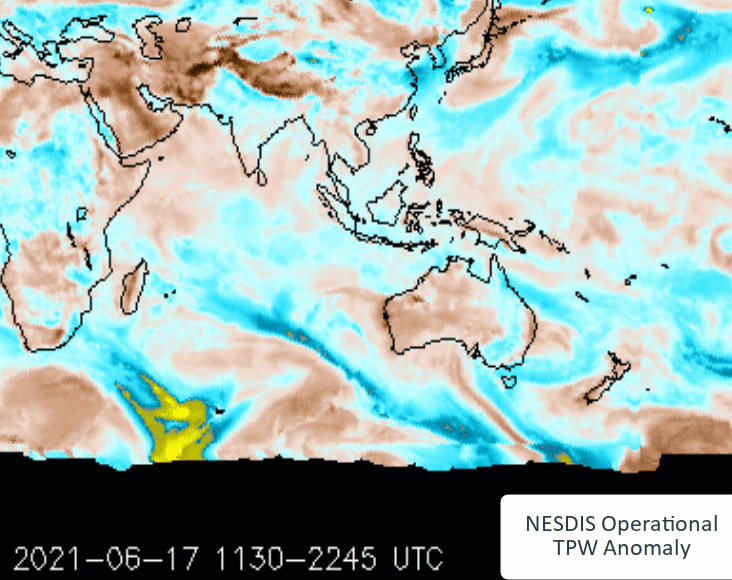 2021-06-17 1130-2245 UTC
NESDIS Operational
TPW Anomaly